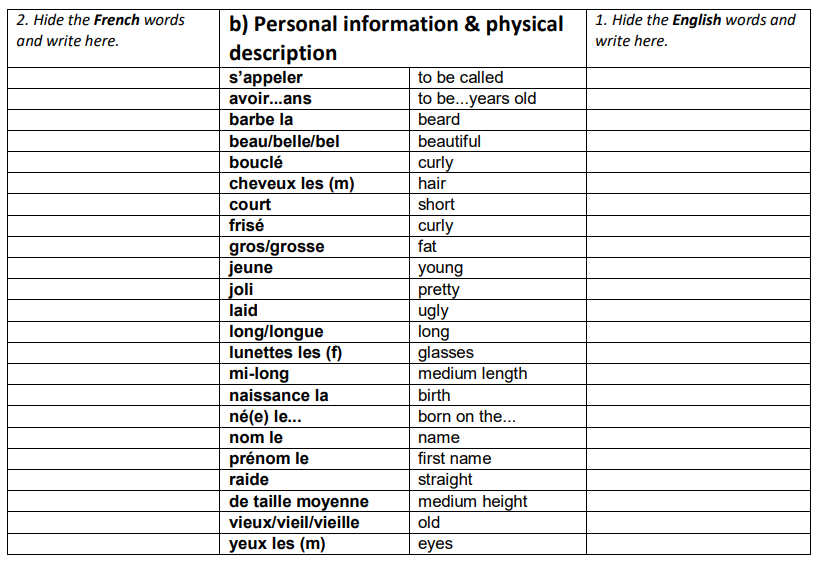 2. Hide the French words
and write here.
b) Personal information & physical
description
1. Hide the English words and
write here.
s’appeler to be called
avoir...ans to be...years old
barbe la beard
beau/belle/bel beautiful
bouclé curly
cheveux les (m) hair
court short
frisé curly
gros/grosse fat
jeune young
joli pretty
laid ugly
long/longue long
lunettes les (f) glasses
mi-long medium length
naissance la birth
né(e) le... born on the...
nom le name
prénom le first name
raide straight
de taille moyenne medium height
vieux/vieil/vieille old
yeux les (m) eyes